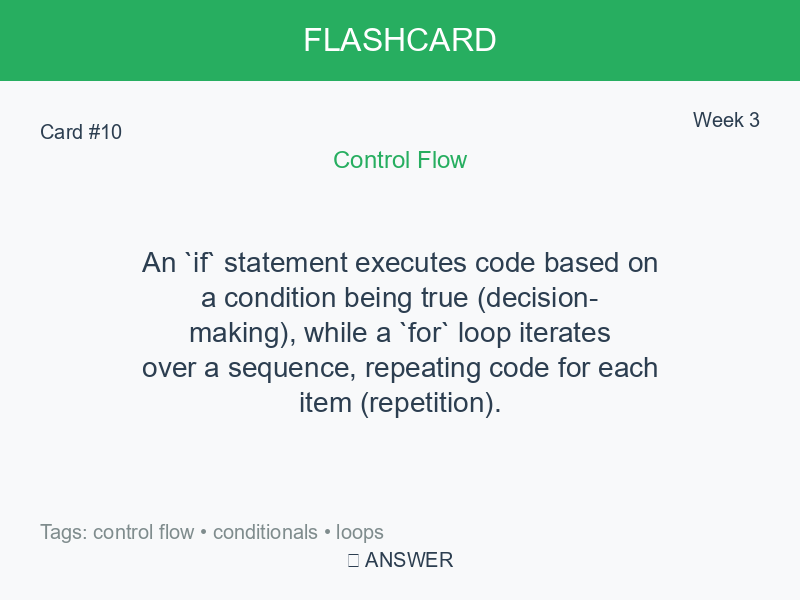 FLASHCARD
Card #10
Week 3
Control Flow
An `if` statement executes code based on
a condition being true (decision-
making), while a `for` loop iterates
over a sequence, repeating code for each
item (repetition).
Tags: control flow • conditionals • loops
ANSWER